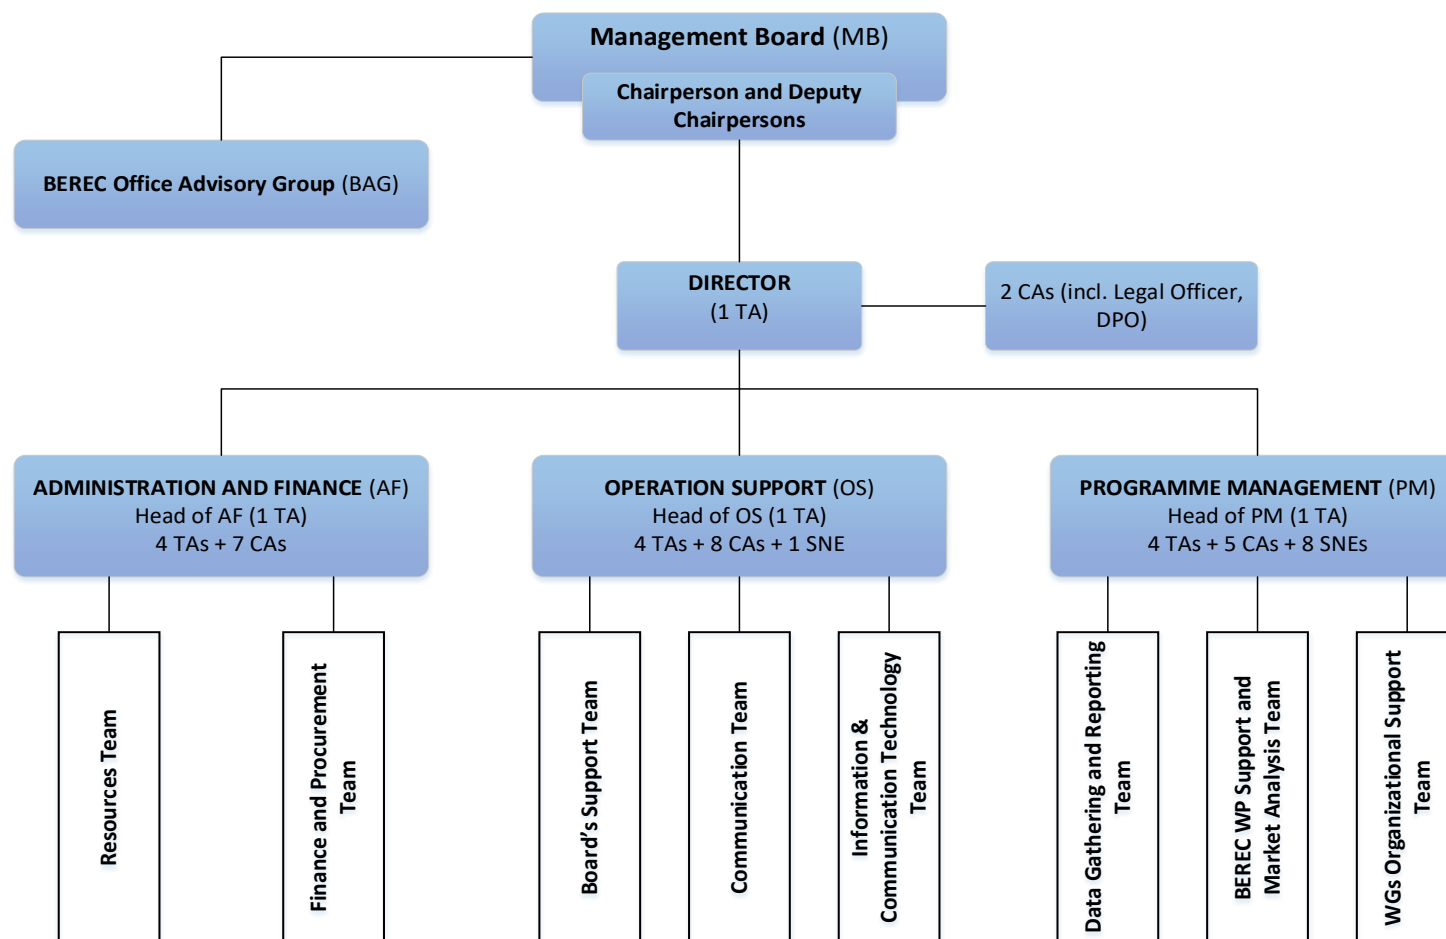 Management Board (MB)
Chairperson and Deputy
Chairpersons
BEREC Office Advisory Group (BAG)
DIRECTOR
(1 TA)
2 CAs (incl. Legal Officer,
DPO)
ADMINISTRATION AND FINANCE (AF)
Head of AF (1 TA)
4 TAs + 7 CAs
OPERATION SUPPORT (OS)
Head of OS (1 TA)
4 TAs + 8 CAs + 1 SNE
PROGRAMME MANAGEMENT (PM)
Head of PM (1 TA)
4 TAs + 5 CAs + 8 SNEs
Resources Team
Finance and Procurement
Team
Board’s Support Team
Communication Team
Information &
Communication Technology
Team
Data Gathering and Reporting
Team
BEREC WP Support and
Market Analysis Team
WGs Organizational Support
Team